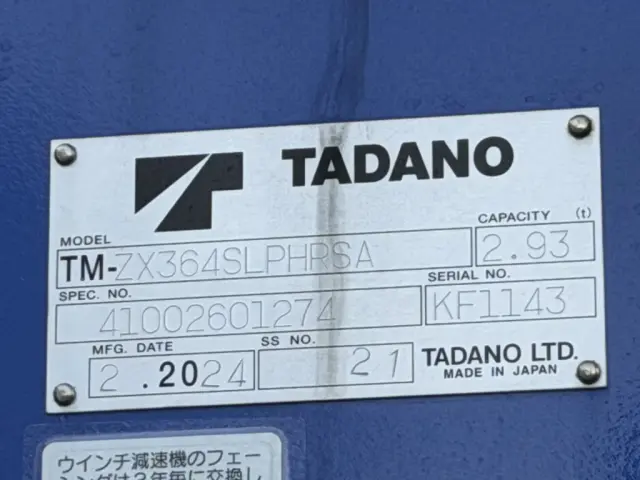 TADANO
MODEL
TM-ZX364SLPHRSA
CAPACITY (t)
2.93
SPEC. NO.
41002601274
SERIAL NO.
KF1143
MFG. DATE
2.2024
SS NO.
21
TADANO LTD.
MADE IN JAPAN
ウインチ減速機のフェー
シングは2年毎に交換し